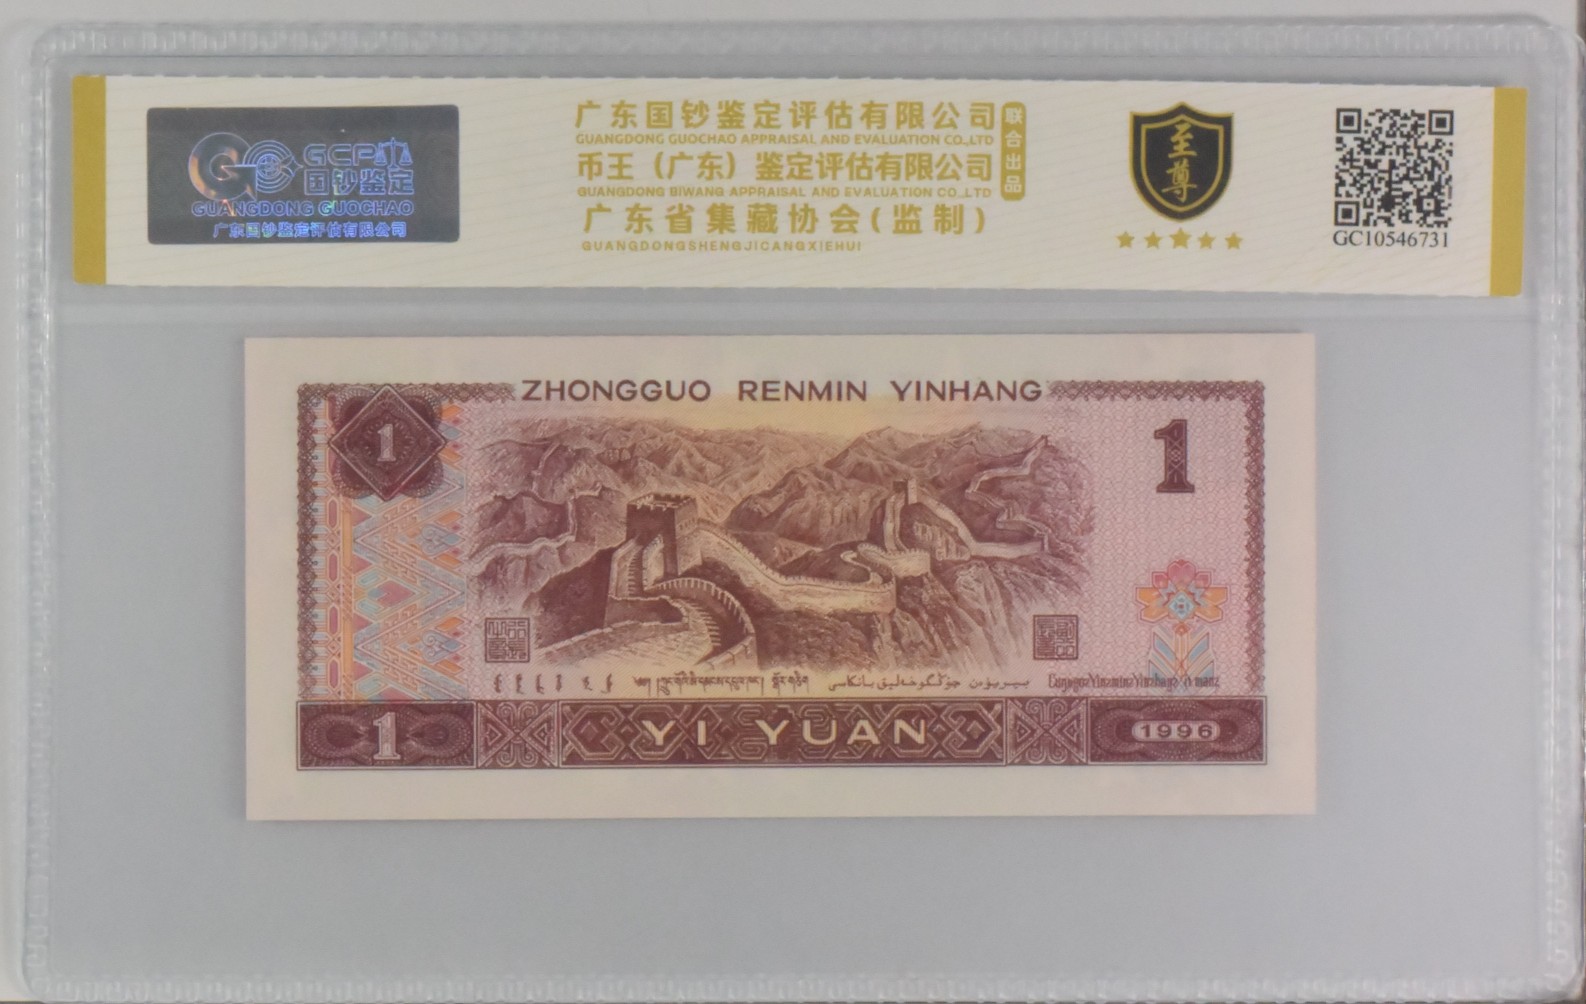 GCP
国钞鉴定
GUANGDONG GUOCHAO
广东国钞鉴定评估有限公司
广东国钞鉴定评估有限公司
GUANGDONG GUOCHAO APPRAISAL AND EVALUATION CO.,LTD
币王（广东）鉴定评估有限公司
GUANGDONG BIWANG APPRAISAL AND EVALUATION CO.,LTD
联合出品
广东省集藏协会(监制)
GUANGDONGSHENGJICANGXIEHUI
至尊
GC10546731
ZHONGGUO RENMIN YINHANG
1
1
1
YI YUAN
1996